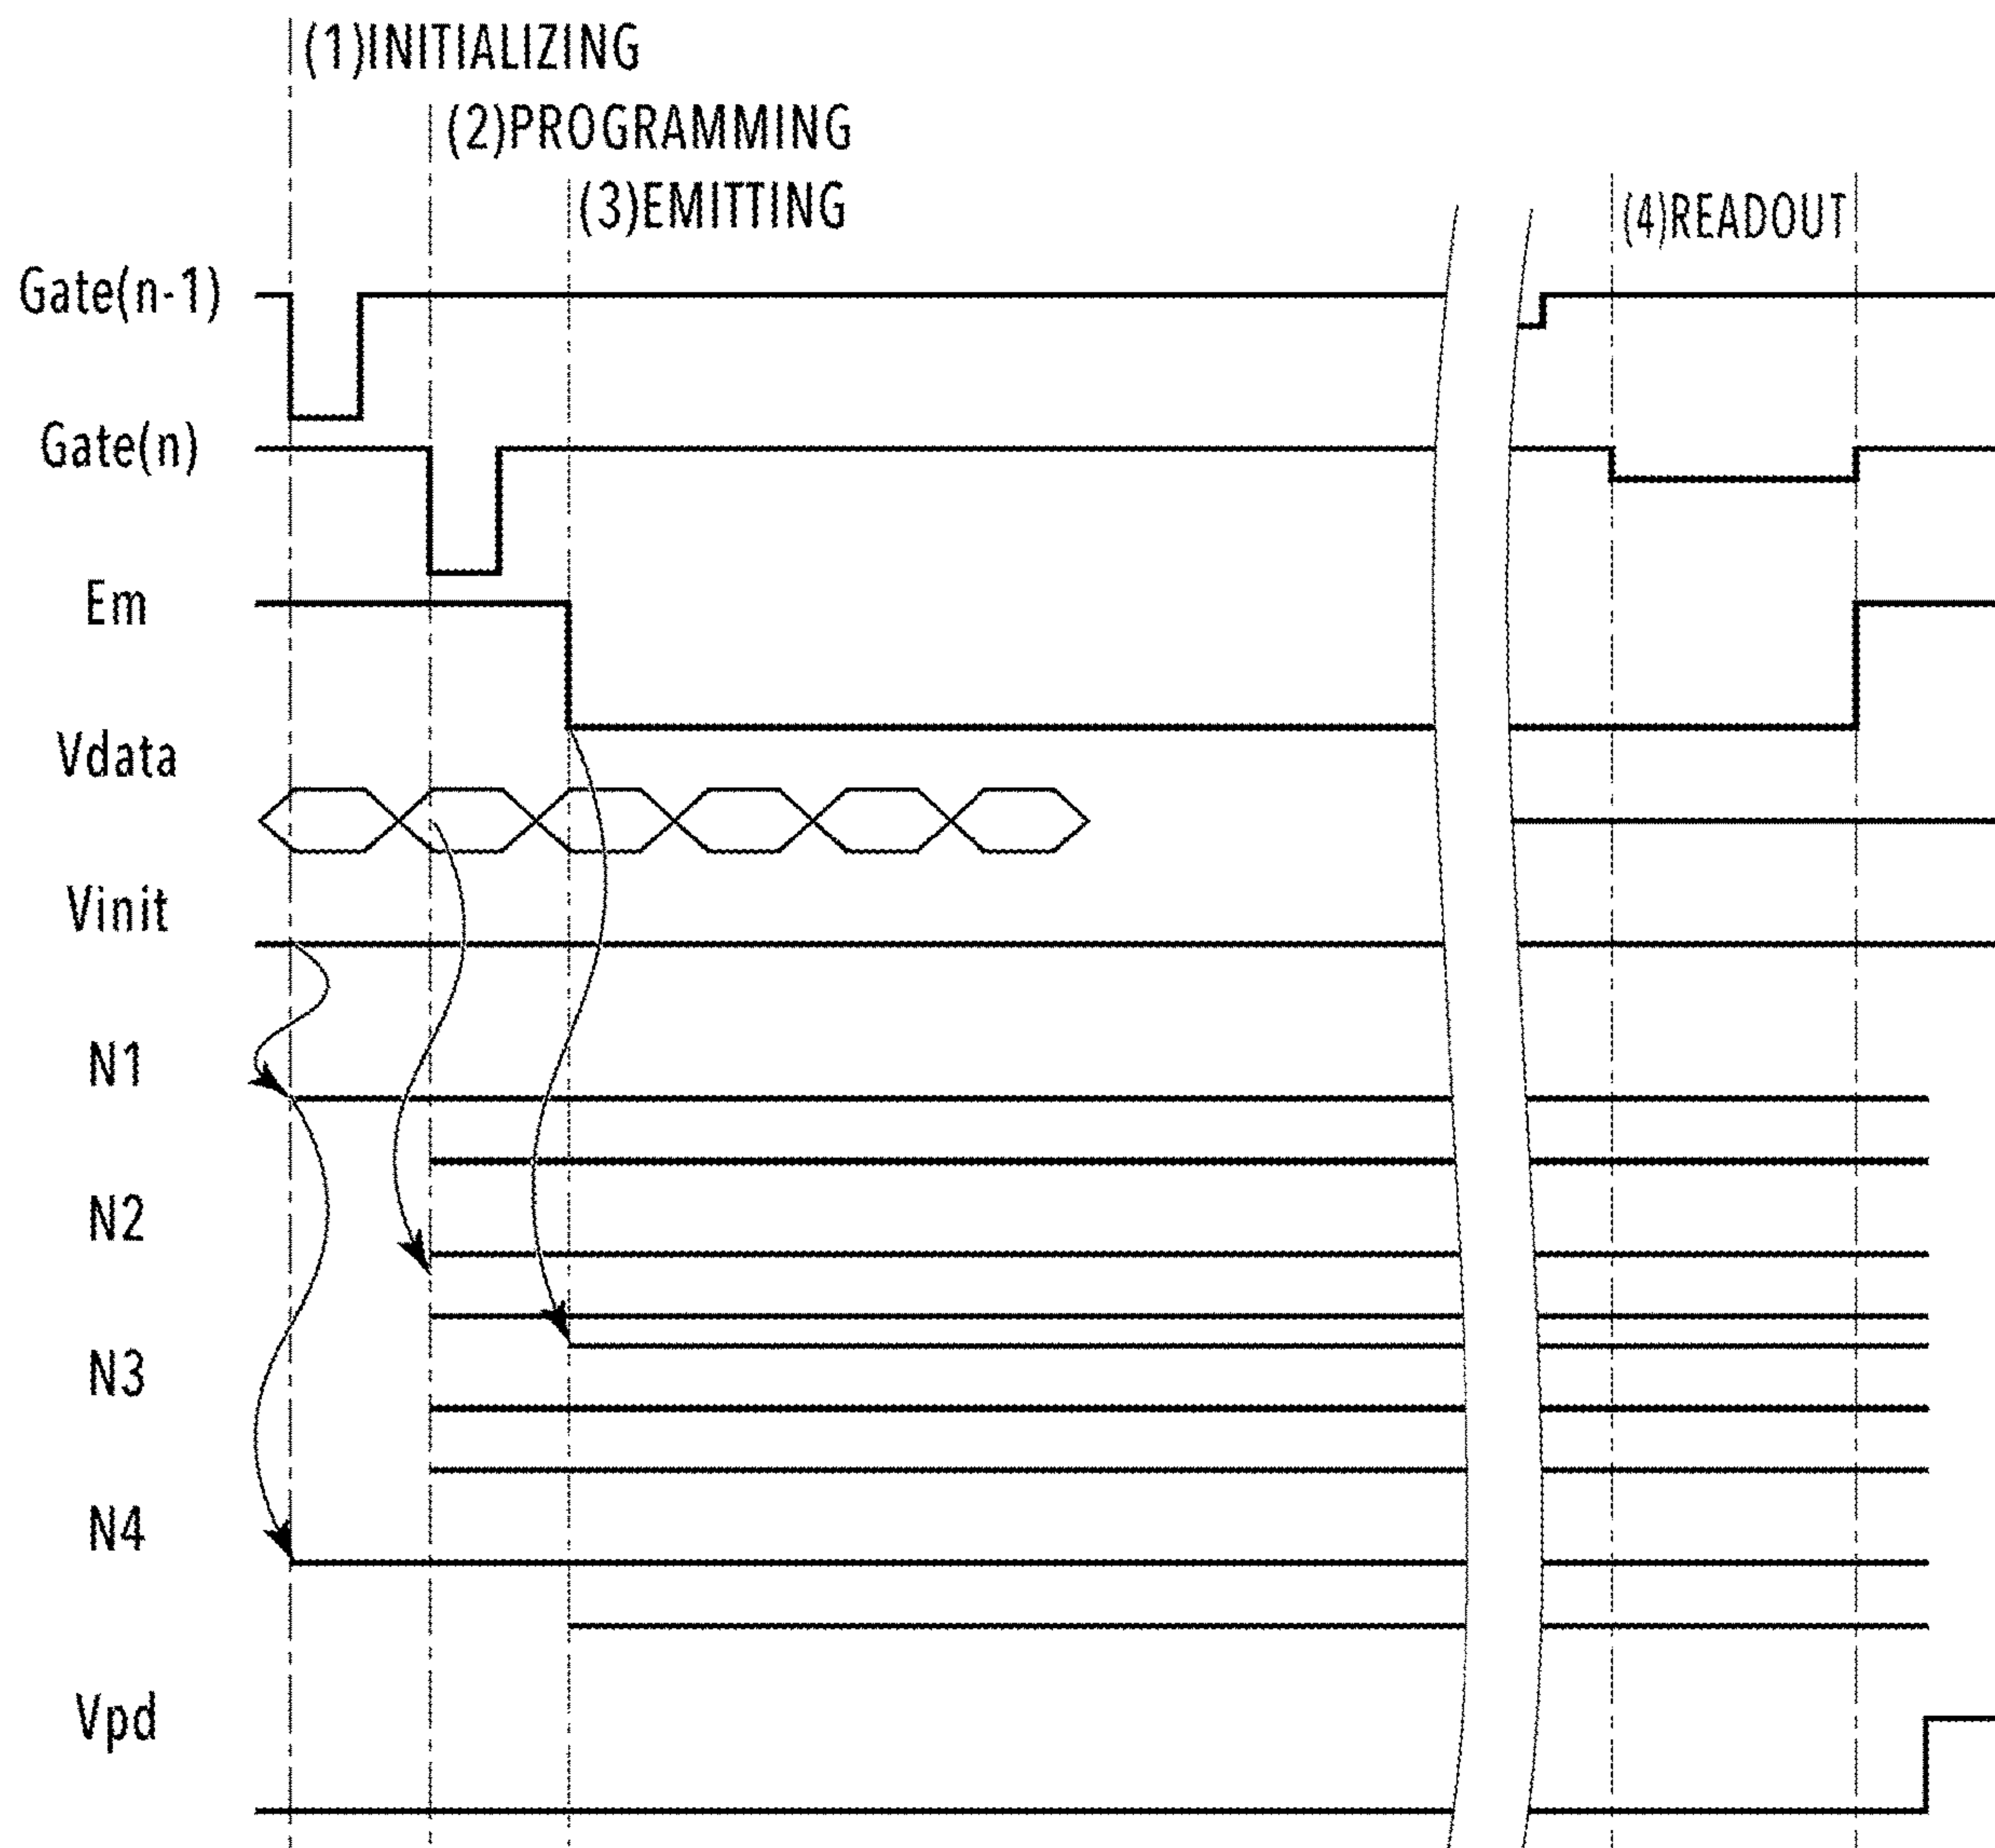 (1)INITIALIZING
(2)PROGRAMMING
(3)EMITTING
(4)READOUT
Gate(n-1)
Gate(n)
Em
Vdata
Vinit
N1
N2
N3
N4
Vpd